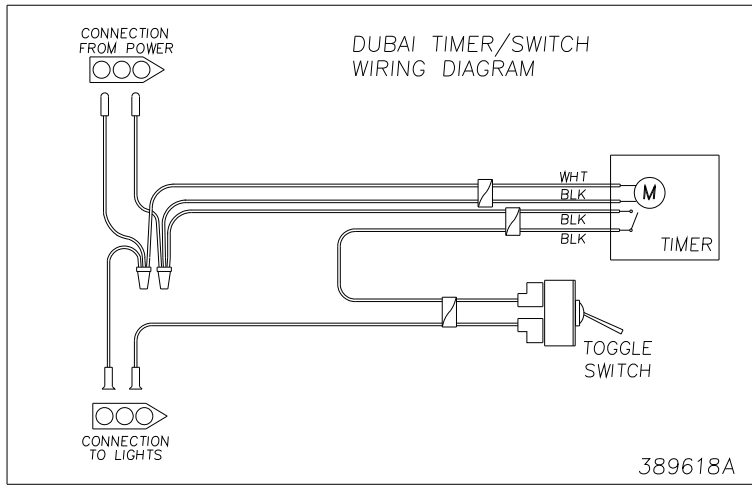 CONNECTION
FROM POWER
DUBAI TIMER/SWITCH
WIRING DIAGRAM
WHT
BLK
BLK
BLK
M
TIMER
TOGGLE
SWITCH
CONNECTION
TO LIGHTS
389618A